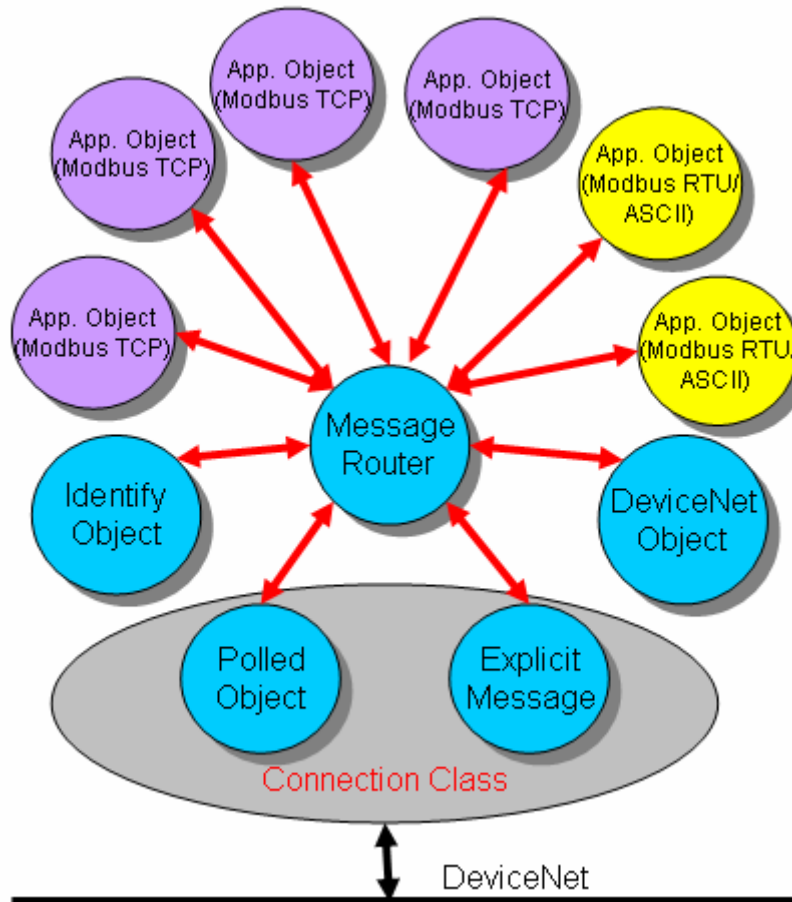 App. Object
(Modbus TCP)
App. Object
(Modbus TCP)
App. Object
(Modbus TCP)
App. Object
(Modbus RTU/
ASCII)
App. Object
(Modbus TCP)
App. Object
(Modbus RTU/
ASCII)
Message
Router
Identify
Object
DeviceNet
Object
Polled
Object
Explicit
Message
Connection Class
DeviceNet